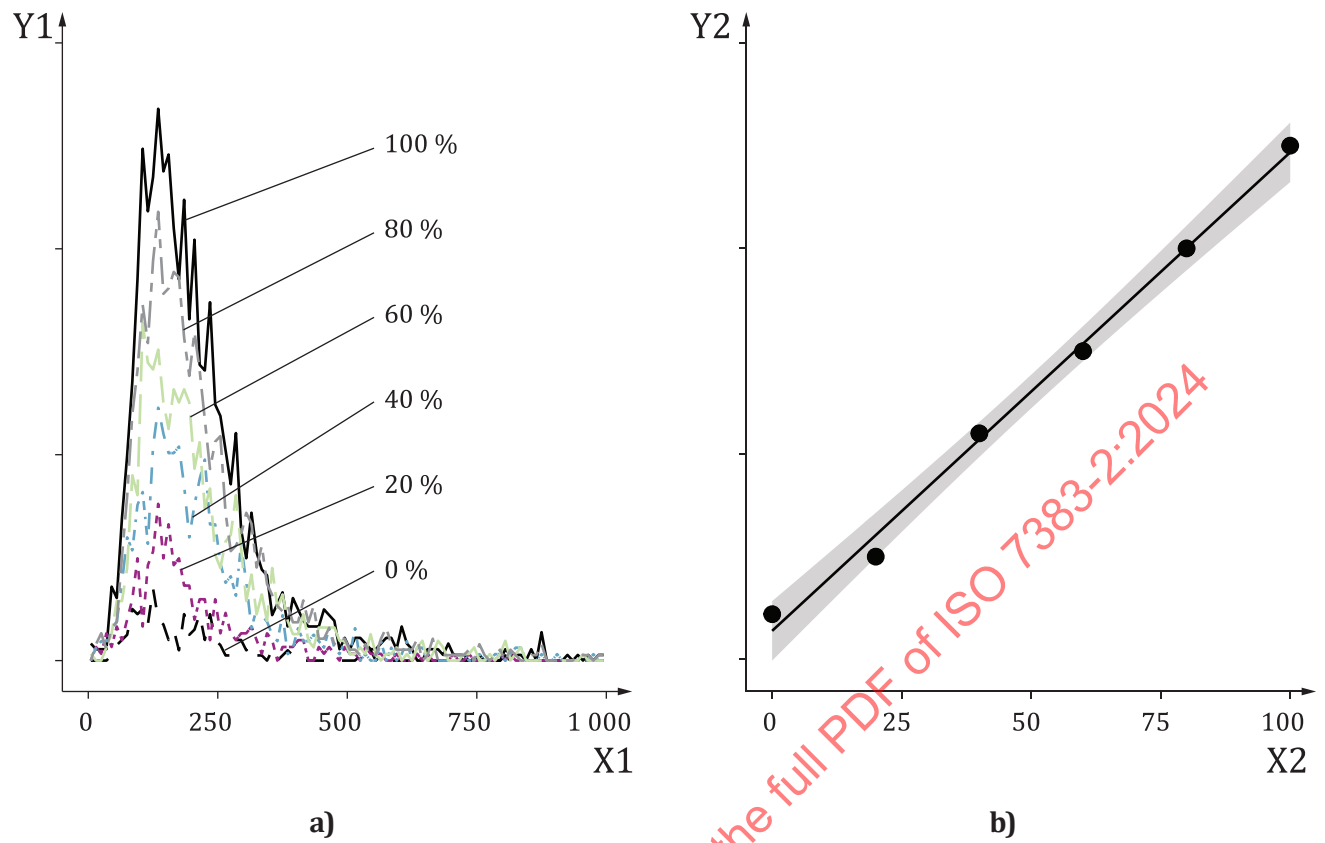 Y1
100 %
80 %
60 %
40 %
20 %
0 %
0 250 500 750 1 000
X1
a)
Y2
0 25 50 75 100
X2
b)
the full PDF of ISO 7383-2:2024